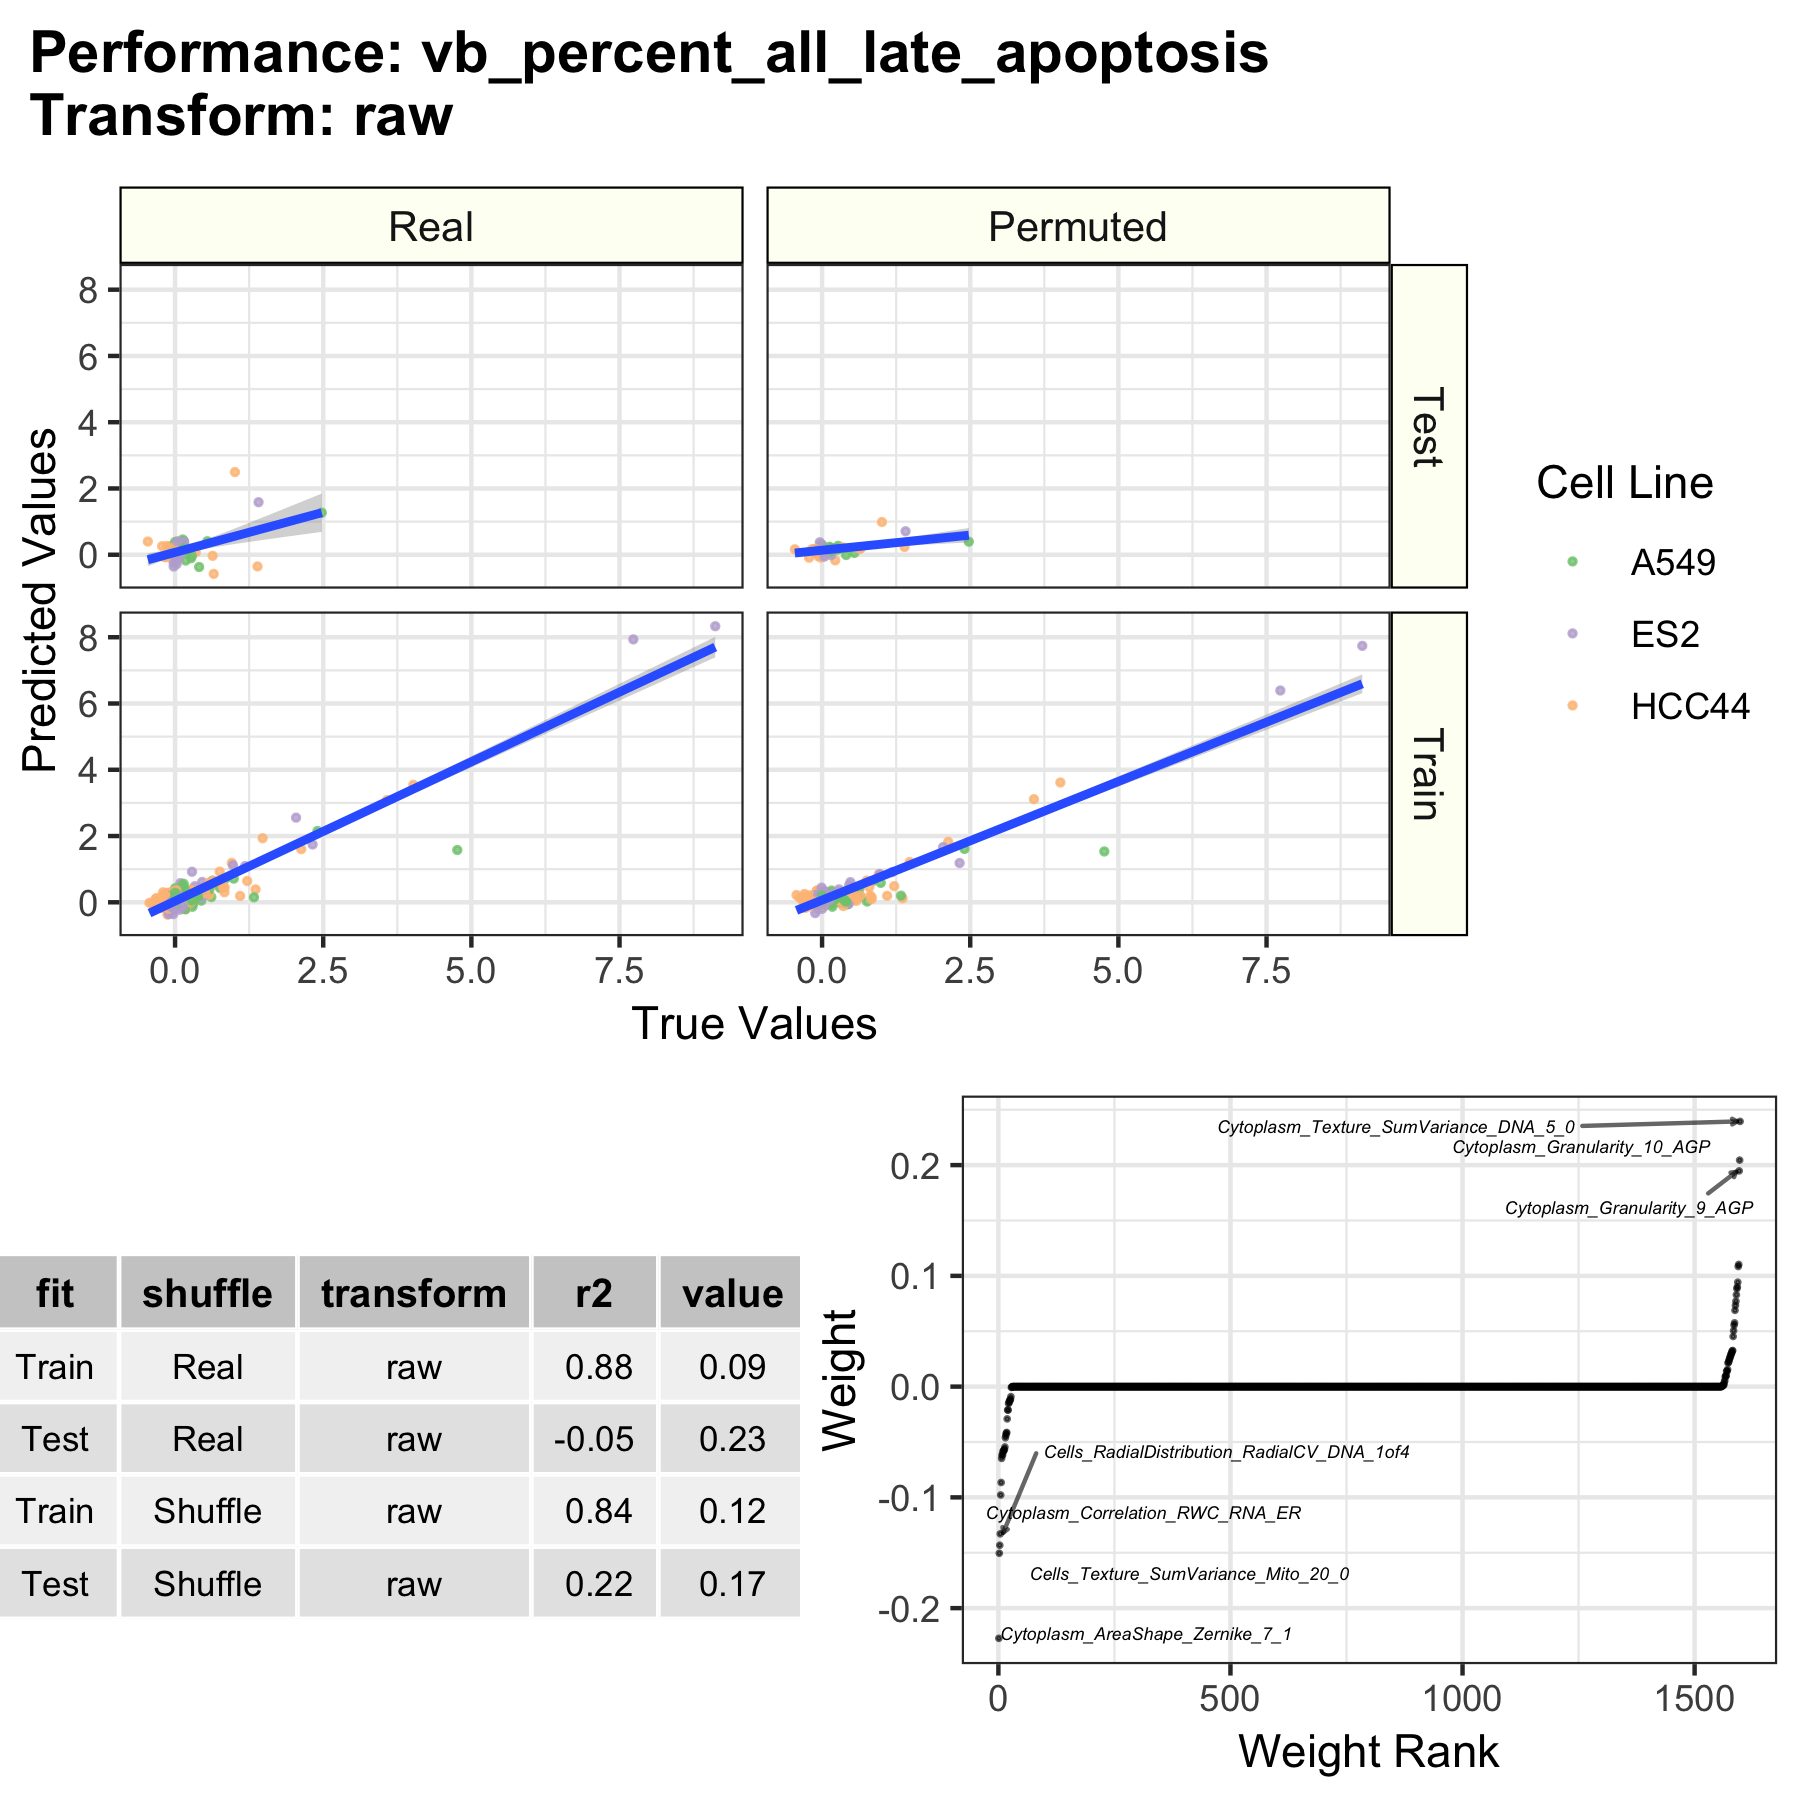 Performance: vb_percent_all_late_apoptosis
Transform: raw
Real
Permuted
8
6
4
2
0
Test
8
6
4
2
0
Train
Predicted Values
0.0
2.5
5.0
7.5
0.0
2.5
5.0
7.5
True Values
Cell Line
A549
ES2
HCC44
fit shuffle transform r2 value
Train Real raw 0.88 0.09
Test Real raw -0.05 0.23
Train Shuffle raw 0.84 0.12
Test Shuffle raw 0.22 0.17
Weight
0.2
0.1
0.0
-0.1
-0.2
Cytoplasm_Texture_SumVariance_DNA_5_0
Cytoplasm_Granularity_10_AGP
Cytoplasm_Granularity_9_AGP
Cells_RadialDistribution_RadialCV_DNA_1of4
Cytoplasm_Correlation_RWC_RNA_ER
Cells_Texture_SumVariance_Mito_20_0
Cytoplasm_AreaShape_Zernike_7_1
0
500
1000
1500
Weight Rank